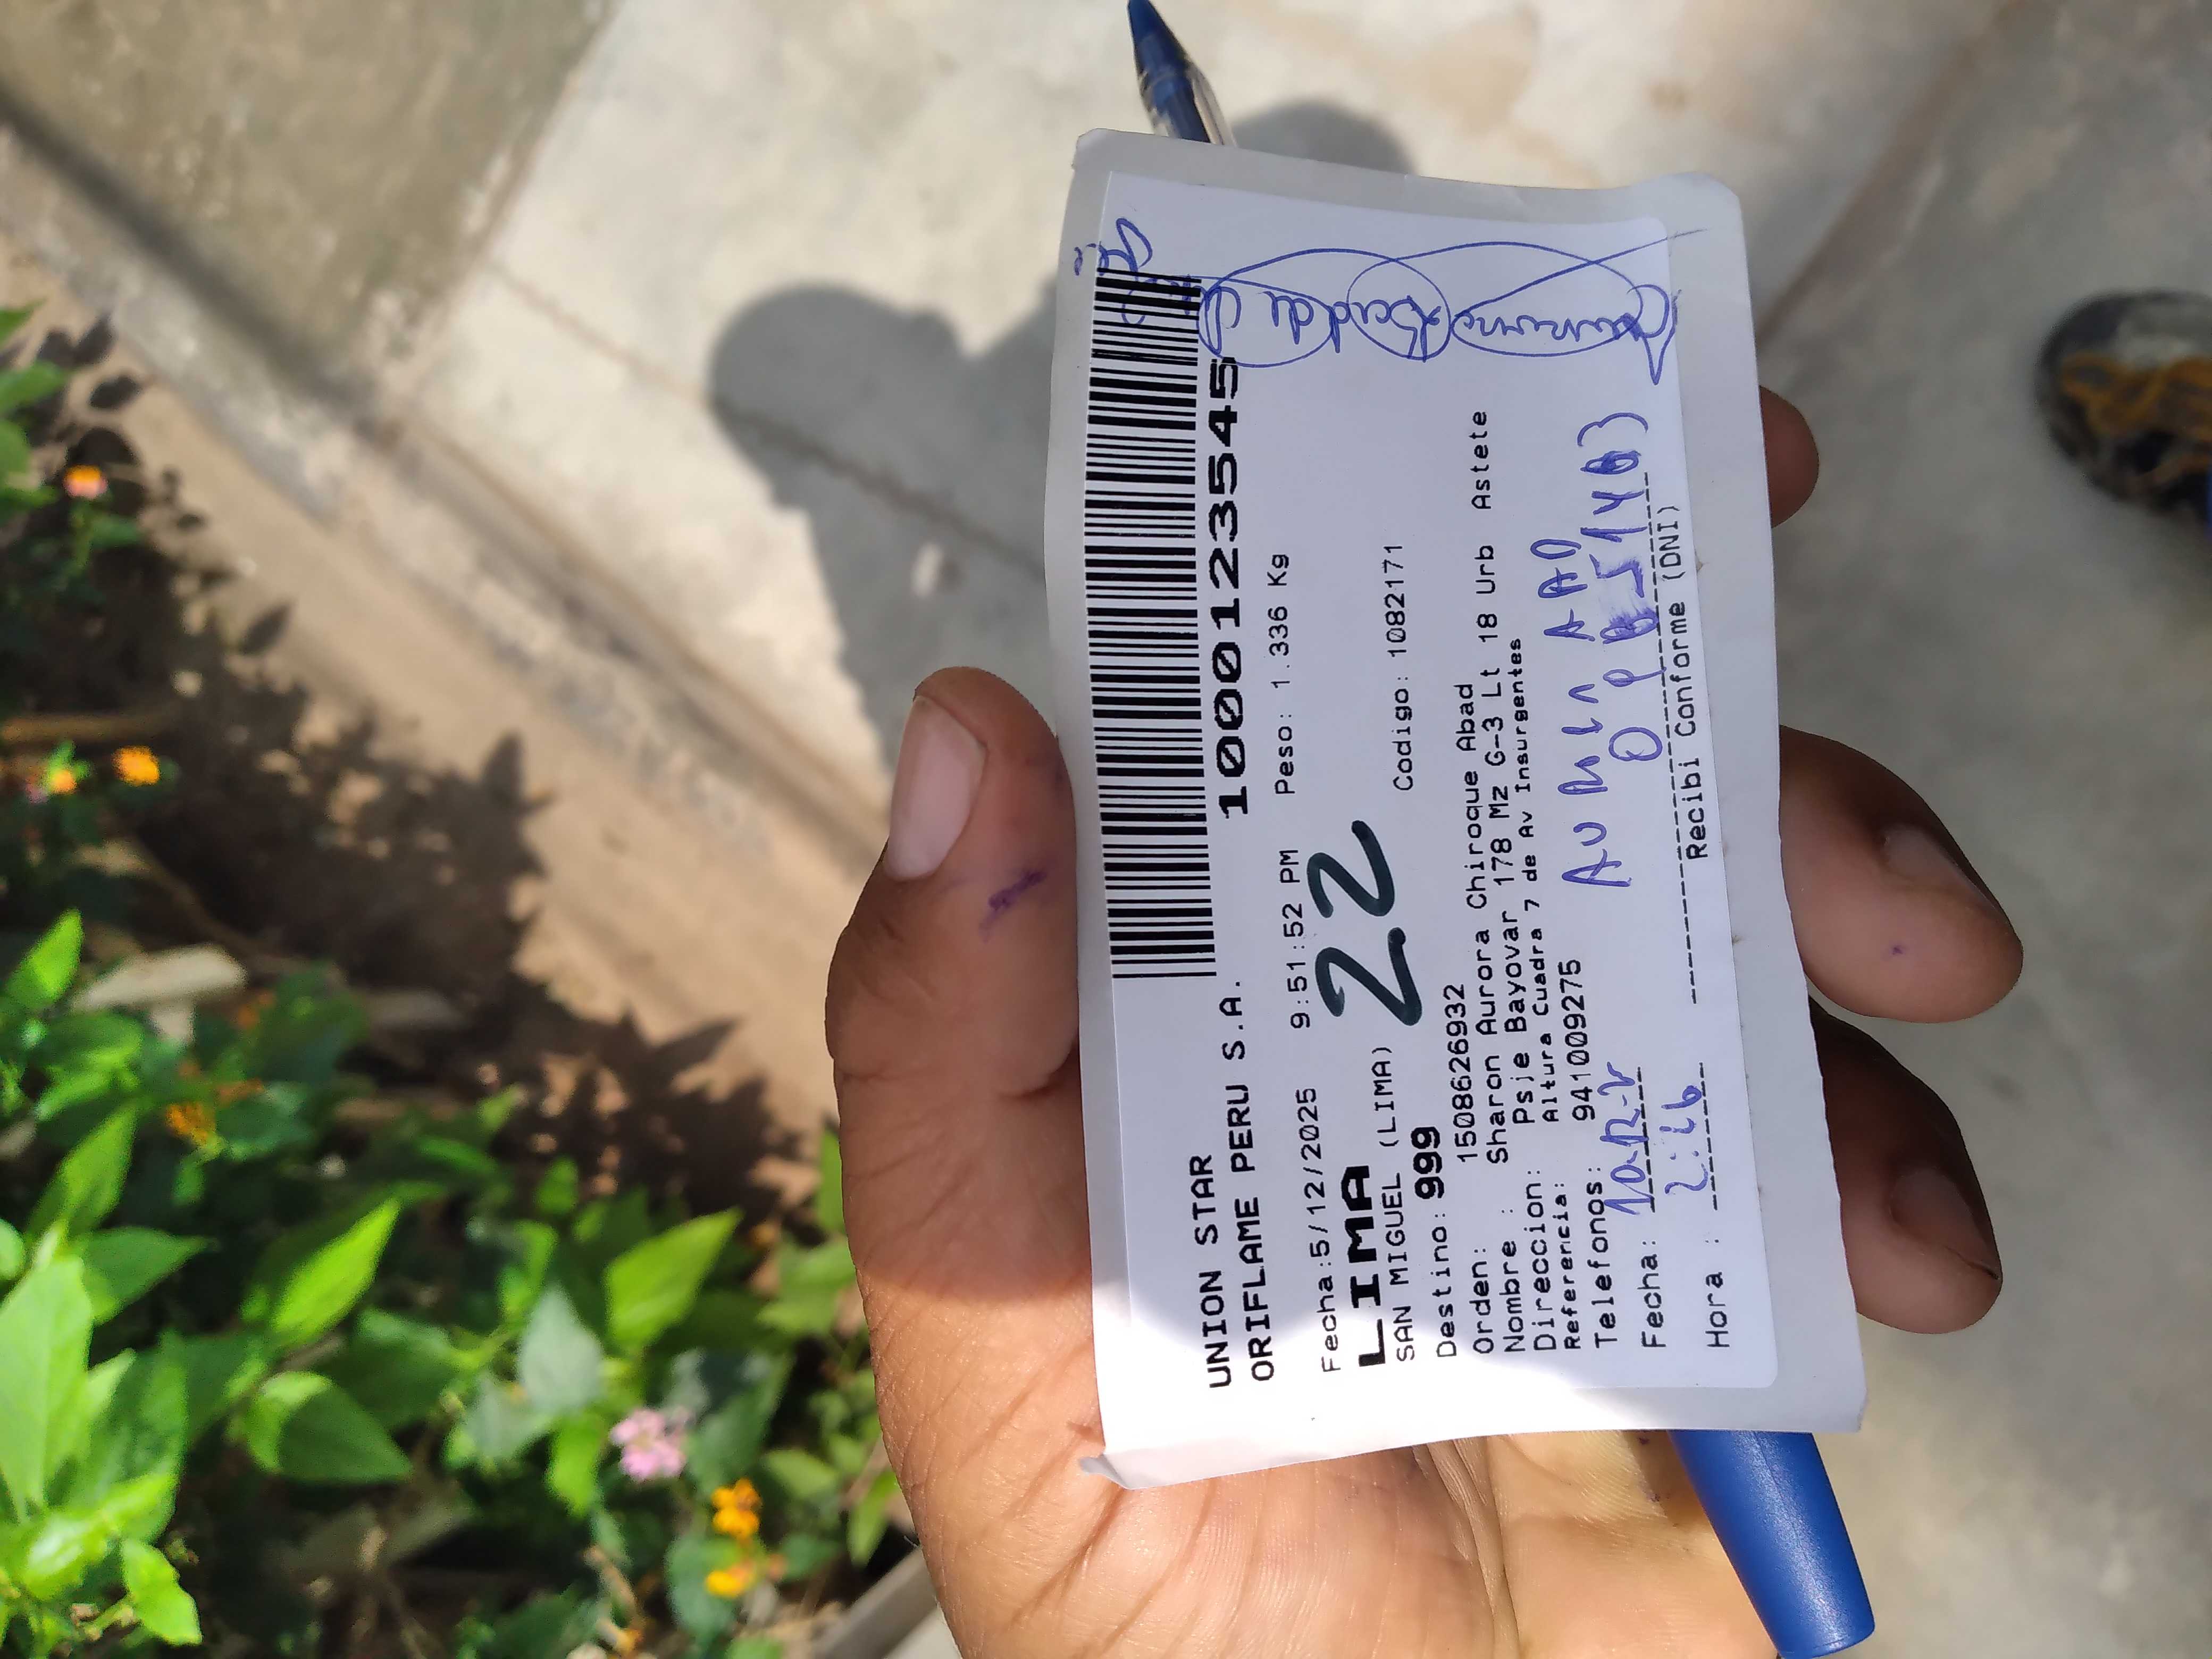 UNION STAR
ORIFLAME PERU S.A.
1000123545
Fecha:5/12/2025 9:51:52 PM Peso: 1.336 Kg
LIMA
22
SAN MIGUEL (LIMA)
Destino: 999 Codigo: 1082171
Orden: 1508626932
Nombre : Sharon Aurora Chiroque Abad
Direccion: Psje Bayovar 178 Mz G-3 Lt 18 Urb Astete
Referencia: Altura Cuadra 7 de Av Insurgentes
Telefonos: 941009275
Fecha:
Hora :
Recibi Conforme (DNI)